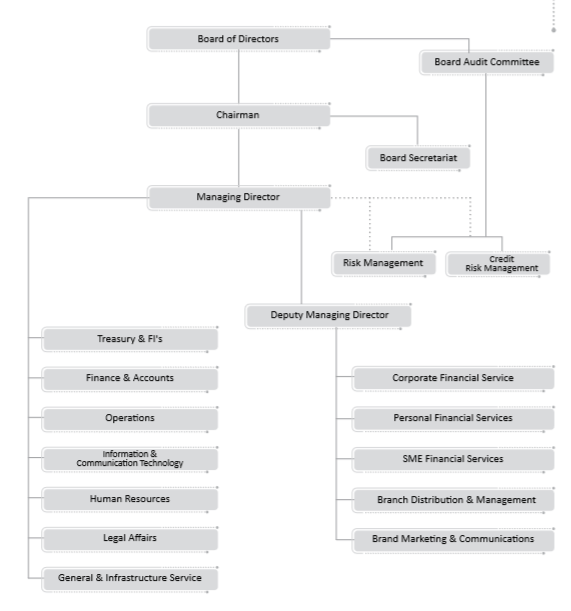 Board of Directors
Board Audit Committee
Chairman
Board Secretariat
Managing Director
Risk Management
Credit
Risk Management
Deputy Managing Director
Treasury & FI's
Finance & Accounts
Operations
Information &
Communication Technology
Human Resources
Legal Affairs
General & Infrastructure Service
Corporate Financial Service
Personal Financial Services
SME Financial Services
Branch Distribution & Management
Brand Marketing & Communications